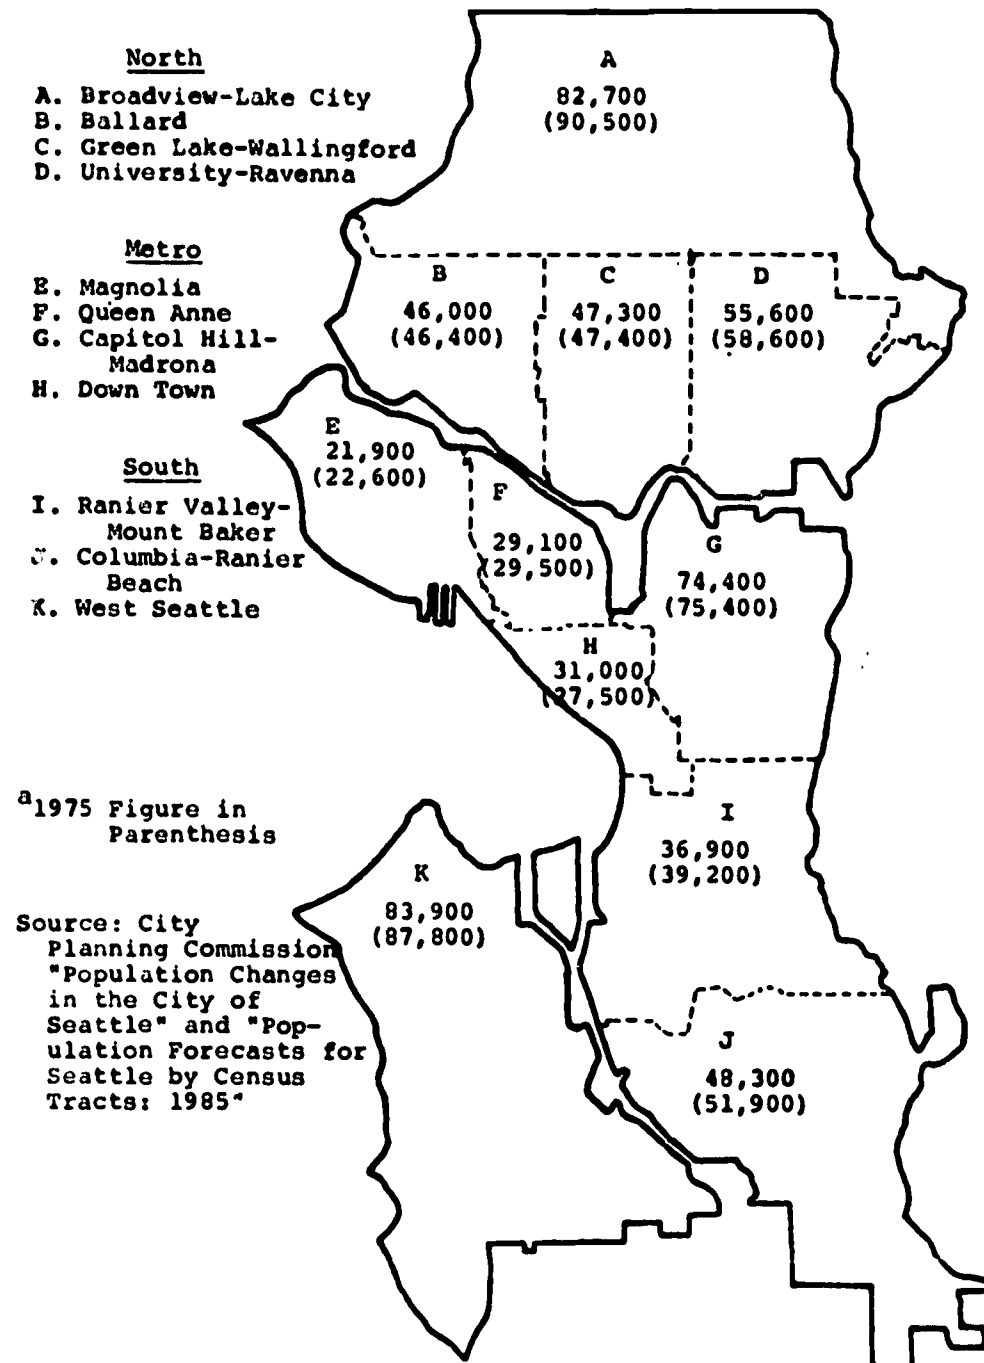 North
A. Broadview-Lake City
B. Ballard
C. Green Lake-Wallingford
D. University-Ravenna
Metro
E. Magnolia
F. Queen Anne
G. Capitol Hill-
Madrona
H. Down Town
South
I. Ranier Valley-
Mount Baker
J. Columbia-Ranier
Beach
K. West Seattle
a1975 Figure in
Parenthesis
Source: City
Planning Commission
"Population Changes
in the City of
Seattle" and "Pop-
ulation Forecasts for
Seattle by Census
Tracts: 1985"
A
82,700
(90,500)
B
46,000
(46,400)
C
47,300
(47,400)
D
55,600
(58,600)
E
21,900
(22,600)
F
29,100
(29,500)
G
74,400
(75,400)
H
31,000
(27,500)
I
36,900
(39,200)
K
83,900
(87,800)
J
48,300
(51,900)